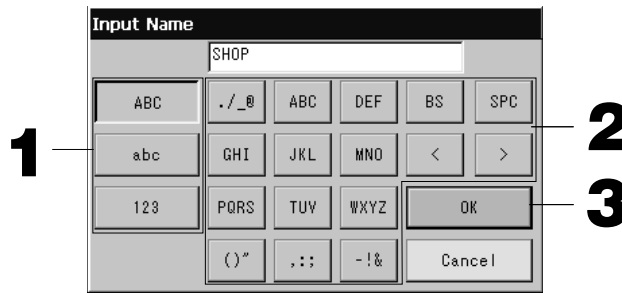 Input Name
SHOP
ABC ./_@ ABC DEF BS SPC
abc GHI JKL MNO < >
123 PQRS TUV WXYZ OK
()" ,:; -!& Cancel
1
2
3